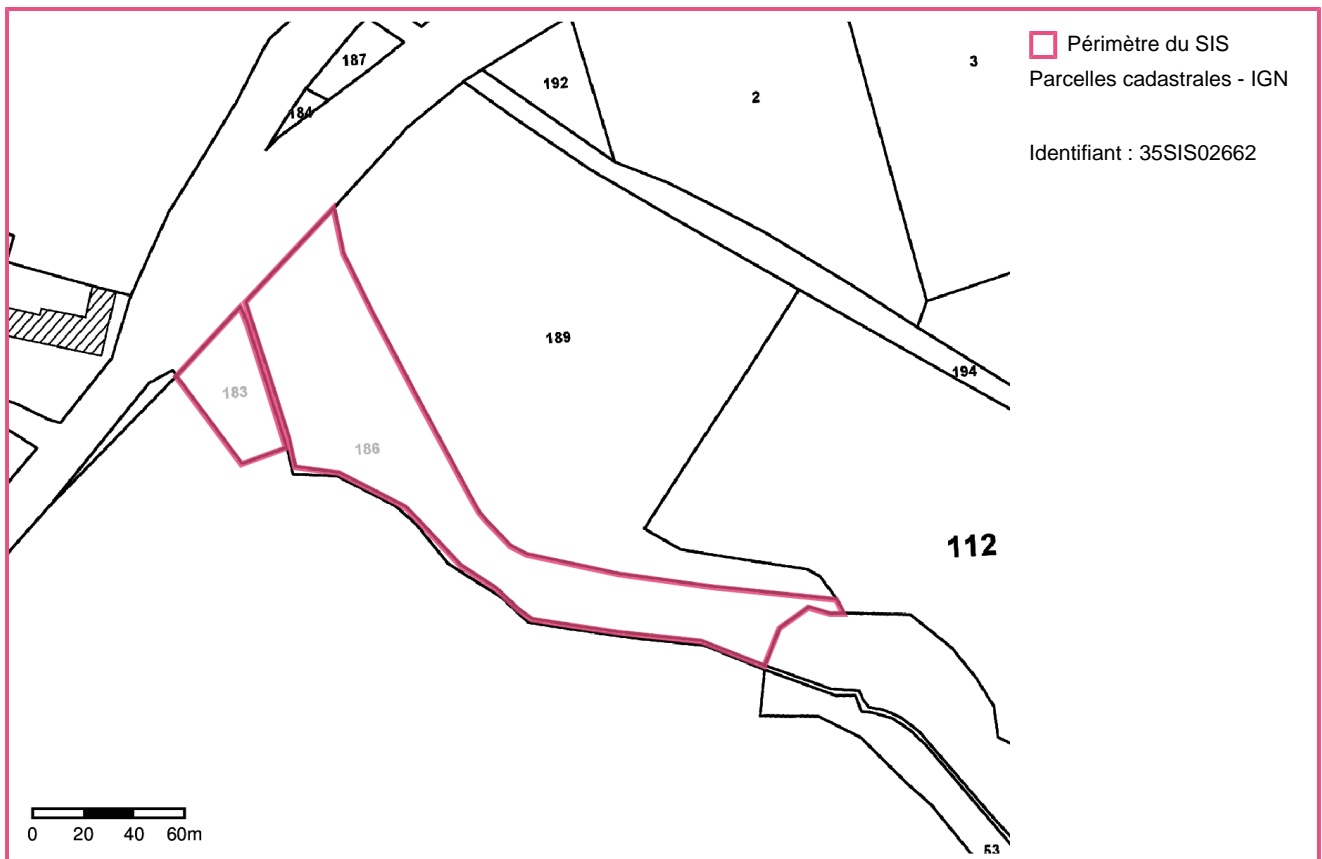 Périmètre du SIS
Parcelles cadastrales - IGN
Identifiant : 35SIS02662
187
184
192
2
3
189
194
183
186
112
53
0 20 40 60m